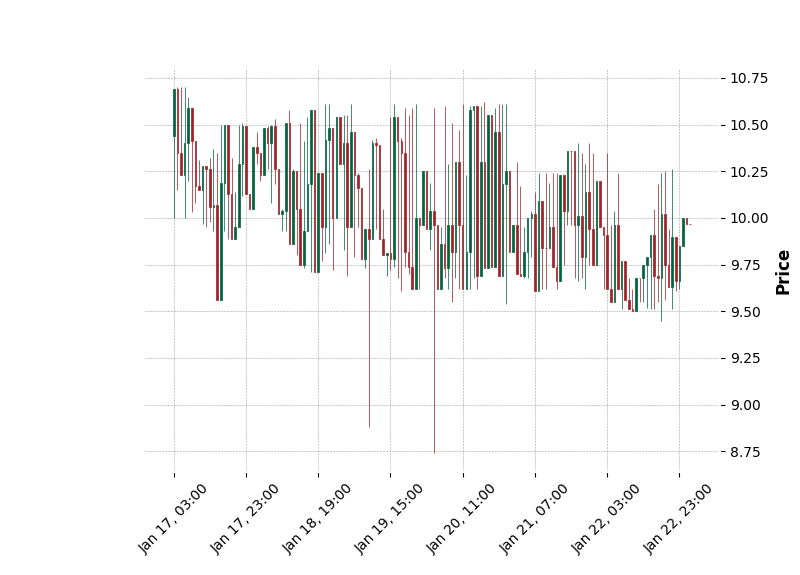 10.75
10.50
10.25
10.00
9.75
9.50
9.25
9.00
8.75
Price
Jan 17, 03:00
Jan 17, 23:00
Jan 18, 19:00
Jan 19, 15:00
Jan 20, 11:00
Jan 21, 07:00
Jan 22, 03:00
Jan 22, 23:00